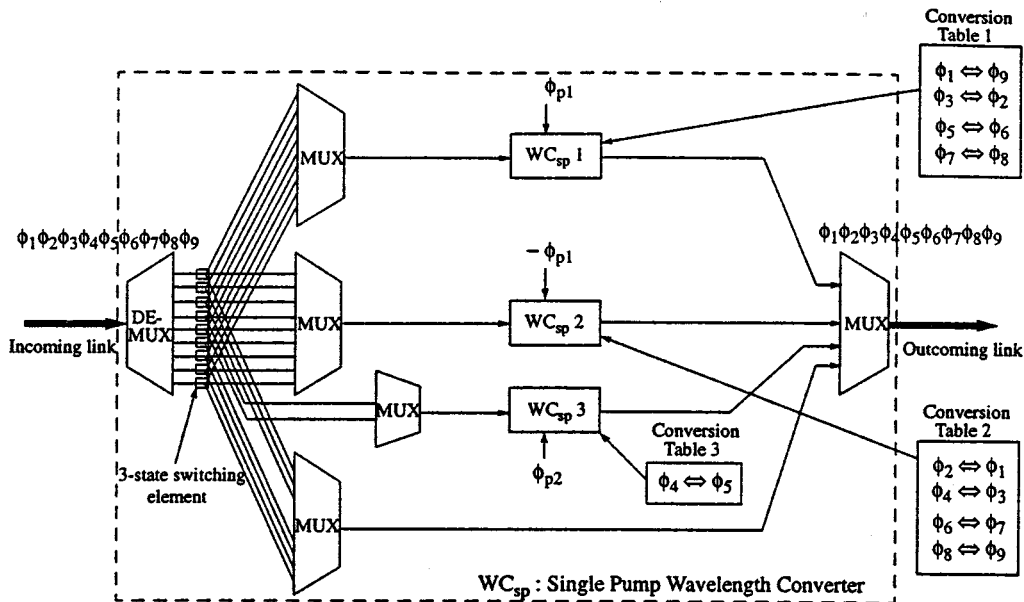 Conversion
Table 1
ϕ1 ⇔ ϕ9
ϕ3 ⇔ ϕ2
ϕ5 ⇔ ϕ6
ϕ7 ⇔ ϕ8
ϕp1
MUX
WCsp 1
ϕ1ϕ2ϕ3ϕ4ϕ5ϕ6ϕ7ϕ8ϕ9
ϕ1ϕ2ϕ3ϕ4ϕ5ϕ6ϕ7ϕ8ϕ9
− ϕp1
DE-
MUX
MUX
WCsp 2
MUX
Incoming link
Outcoming link
MUX
WCsp 3
ϕp2
Conversion
Table 3
ϕ4 ⇔ ϕ5
Conversion
Table 2
ϕ2 ⇔ ϕ1
ϕ4 ⇔ ϕ3
ϕ6 ⇔ ϕ7
ϕ8 ⇔ ϕ9
3-state switching
element
MUX
WCsp : Single Pump Wavelength Converter